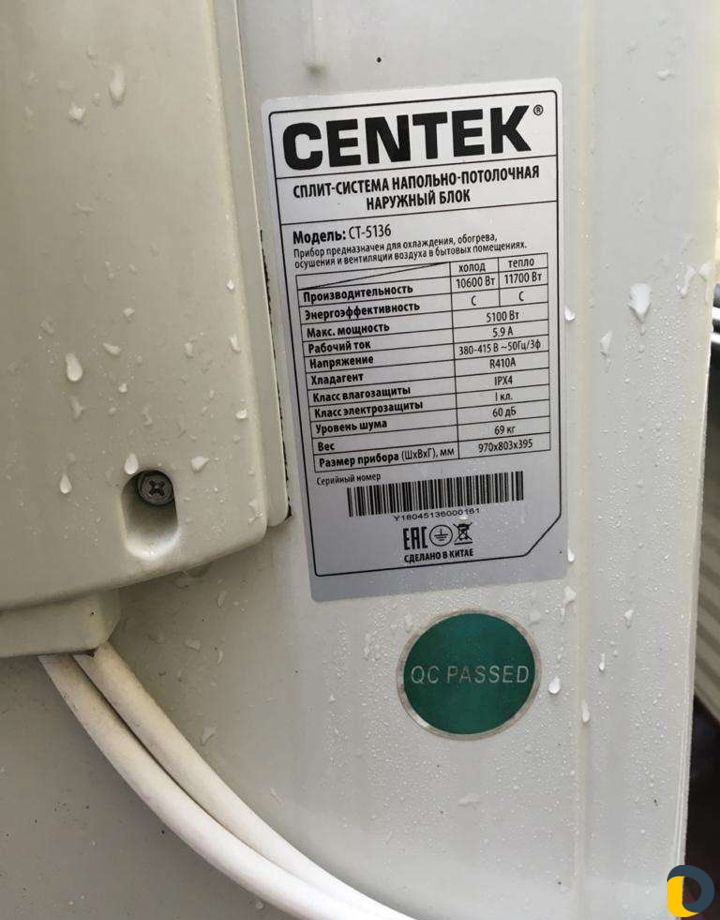 CENTEK®
СПЛИТ-СИСТЕМА НАПОЛЬНО-ПОТОЛОЧНАЯ
НАРУЖНЫЙ БЛОК
Модель: СТ-5136
Прибор предназначен для охлаждения, обогрева,
осушения и вентиляции воздуха в бытовых помещениях.
холод тепло
Производительность 10600 Вт 11700 Вт
Энергоэффективность С С
Макс. мощность 5100 Вт
Рабочий ток 5.9 А
Напряжение 380-415 В ~50Гц/3ф
Хладагент R410A
Класс влагозащиты IPX4
Класс электрозащиты I кл.
Уровень шума 60 дБ
Вес 69 кг
Размер прибора (ШхВхГ), мм 970х803х395
Серийный номер
Y18045136000161
EAC
СДЕЛАНО В КИТАЕ
QC PASSED